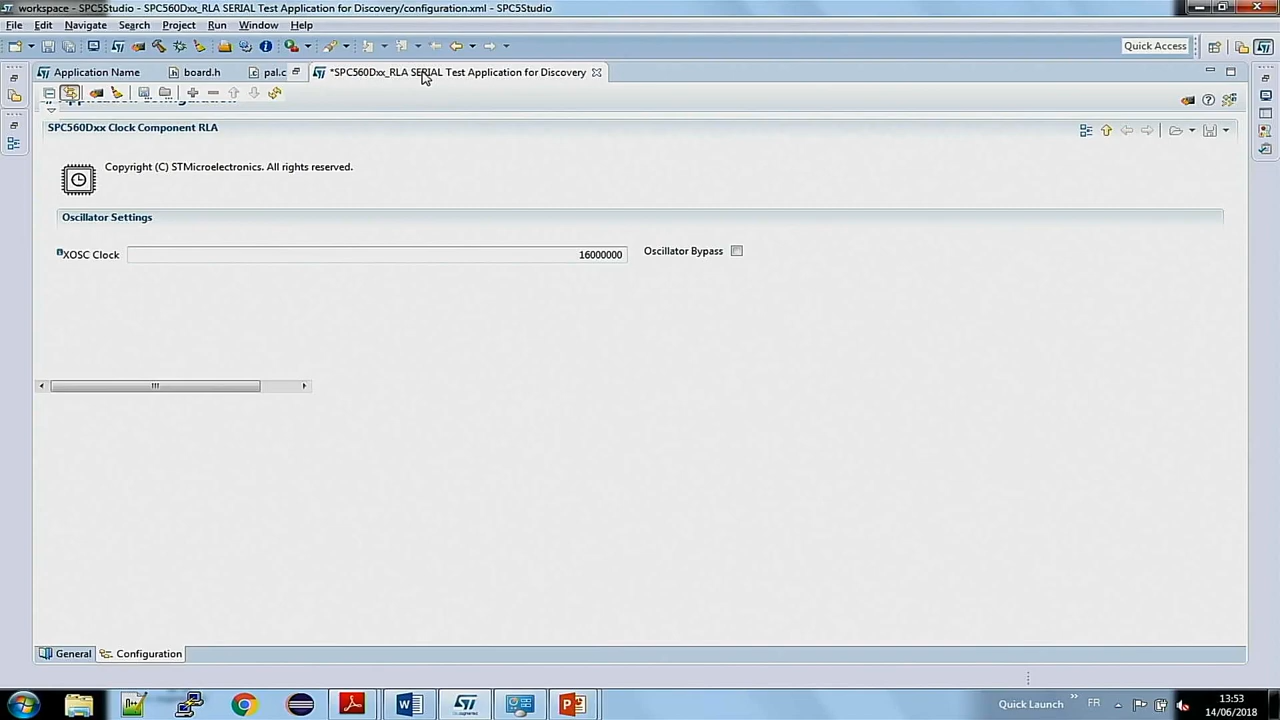 workspace - SPC5Studio - SPC560Dxx_RLA SERIAL Test Application for Discovery/configuration.xml - SPC5Studio
File Edit Navigate Search Project Run Window Help
Quick Access
Application Name board.h pal.c *SPC560Dxx_RLA SERIAL Test Application for Discovery
SPC560Dxx Clock Component RLA
Copyright (C) STMicroelectronics. All rights reserved.
Oscillator Settings
XOSC Clock 16000000 Oscillator Bypass
General Configuration
Quick Launch FR 13:53
14/06/2018